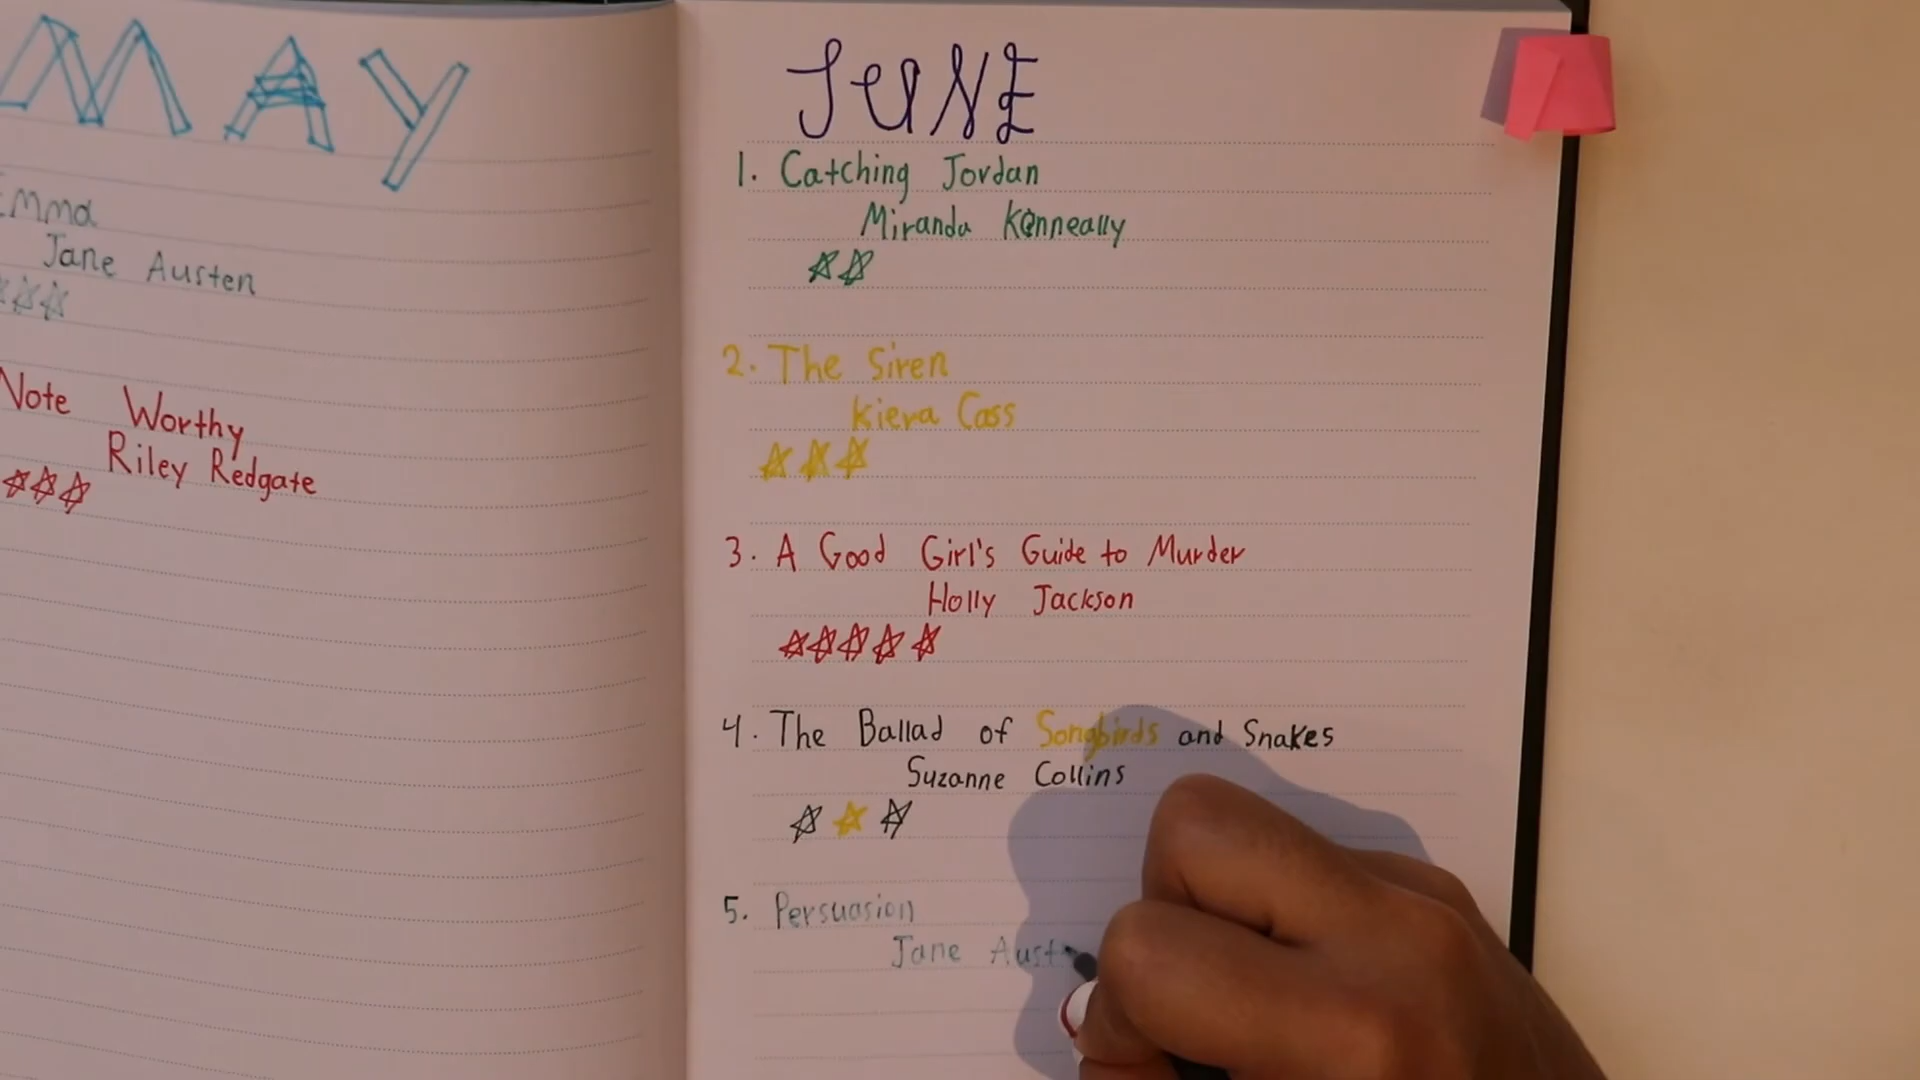 MAY
Emma
Jane Austen
Note Worthy
Riley Redgate
JUNE
1. Catching Jordan
Miranda Kenneally
2. The Siren
Kiera Cass
3. A Good Girl's Guide to Murder
Holly Jackson
4. The Ballad of Songbirds and Snakes
Suzanne Collins
5. Persuasion
Jane Aust